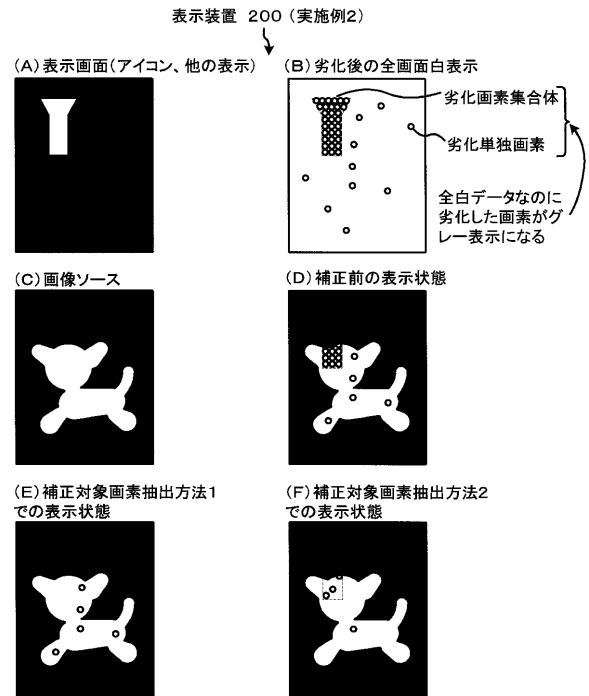 表示装置 200(実施例2)
(A)表示画面(アイコン、他の表示)
(B)劣化後の全画面白表示
劣化画素集合体
劣化単独画素
全白データなのに
劣化した画素がグ
レー表示になる
(C)画像ソース
(D)補正前の表示状態
(E)補正対象画素抽出方法1
での表示状態
(F)補正対象画素抽出方法2
での表示状態